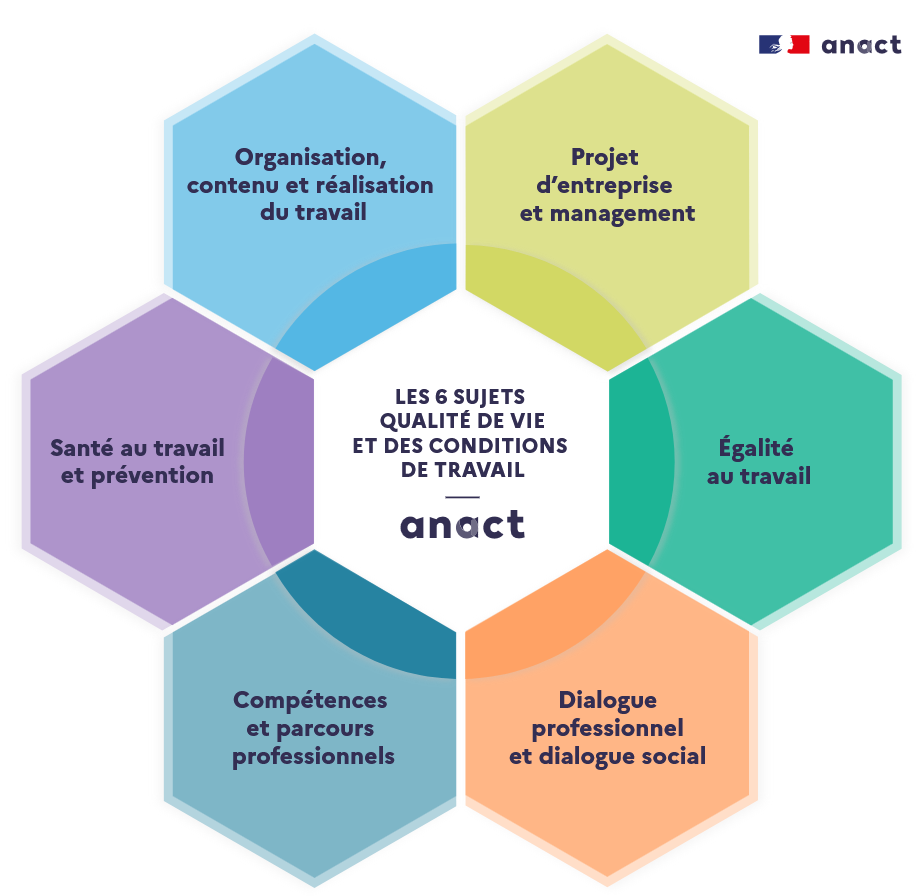 anact
Organisation,
contenu et réalisation
du travail
Projet
d’entreprise
et management
Santé au travail
et prévention
LES 6 SUJETS
QUALITÉ DE VIE
ET DES CONDITIONS
DE TRAVAIL
anact
Égalité
au travail
Compétences
et parcours
professionnels
Dialogue
professionnel
et dialogue social